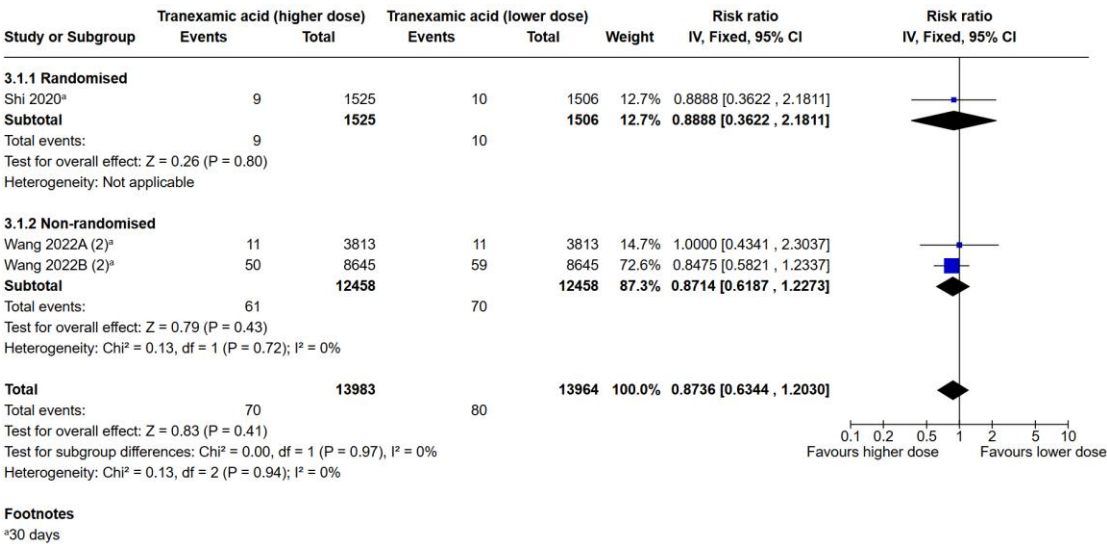 Tranexamic acid (higher dose) Tranexamic acid (lower dose) Risk ratio Risk ratio
Study or Subgroup Events Total Events Total Weight IV, Fixed, 95% CI IV, Fixed, 95% CI
3.1.1 Randomised
Shi 2020ᵃ 9 1525 10 1506 12.7% 0.8888 [0.3622 , 2.1811]
Subtotal 1525 1506 12.7% 0.8888 [0.3622 , 2.1811]
Total events: 9 10
Test for overall effect: Z = 0.26 (P = 0.80)
Heterogeneity: Not applicable
3.1.2 Non-randomised
Wang 2022A (2)ᵃ 11 3813 11 3813 14.7% 1.0000 [0.4341 , 2.3037]
Wang 2022B (2)ᵃ 50 8645 59 8645 72.6% 0.8475 [0.5821 , 1.2337]
Subtotal 12458 12458 87.3% 0.8714 [0.6187 , 1.2273]
Total events: 61 70
Test for overall effect: Z = 0.79 (P = 0.43)
Heterogeneity: Chi² = 0.13, df = 1 (P = 0.72); I² = 0%
Total 13983 13964 100.0% 0.8736 [0.6344 , 1.2030]
Total events: 70 80
Test for overall effect: Z = 0.83 (P = 0.41)
0.1 0.2 0.5 1 2 5 10
Test for subgroup differences: Chi² = 0.00, df = 1 (P = 0.97), I² = 0% Favours higher dose Favours lower dose
Heterogeneity: Chi² = 0.13, df = 2 (P = 0.94); I² = 0%
Footnotes
ᵃ30 days